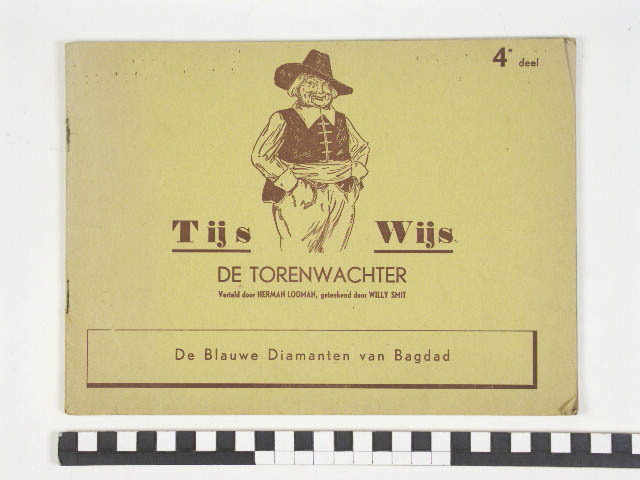 4e deel
Tijs Wijs
DE TORENWACHTER
Verteld door HERMAN LOOMAN, geteekend door WILLY SMIT
De Blauwe Diamanten van Bagdad